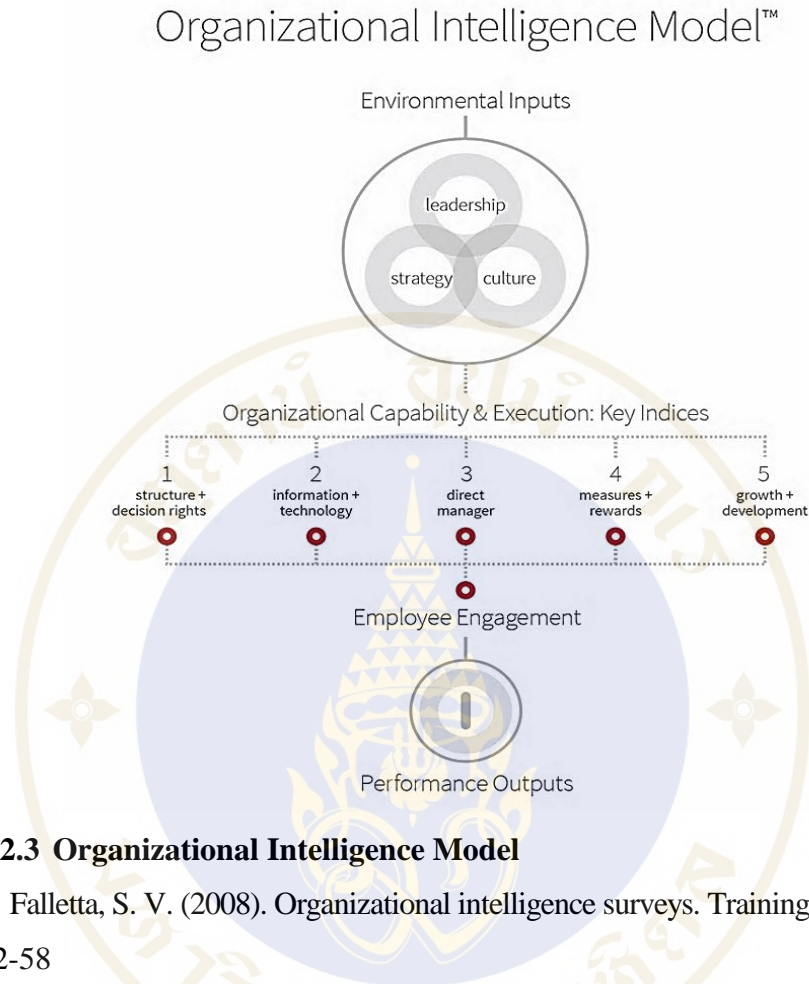 Organizational Intelligence Model™
Environmental Inputs
leadership
strategy culture
Organizational Capability & Execution: Key Indices
1 2 3 4 5
structure + information + direct measures + growth +
decision rights technology manager rewards development
Employee Engagement
Performance Outputs
2.3 Organizational Intelligence Model
Falletta, S. V. (2008). Organizational intelligence surveys. Training
2-58